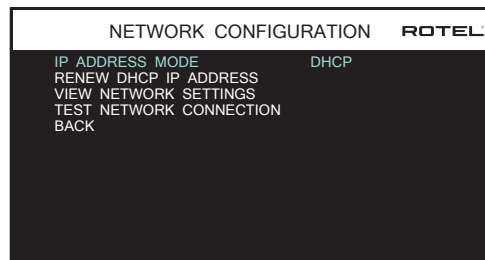 NETWORK CONFIGURATION ROTEL
IP ADDRESS MODE DHCP
RENEW DHCP IP ADDRESS
VIEW NETWORK SETTINGS
TEST NETWORK CONNECTION
BACK